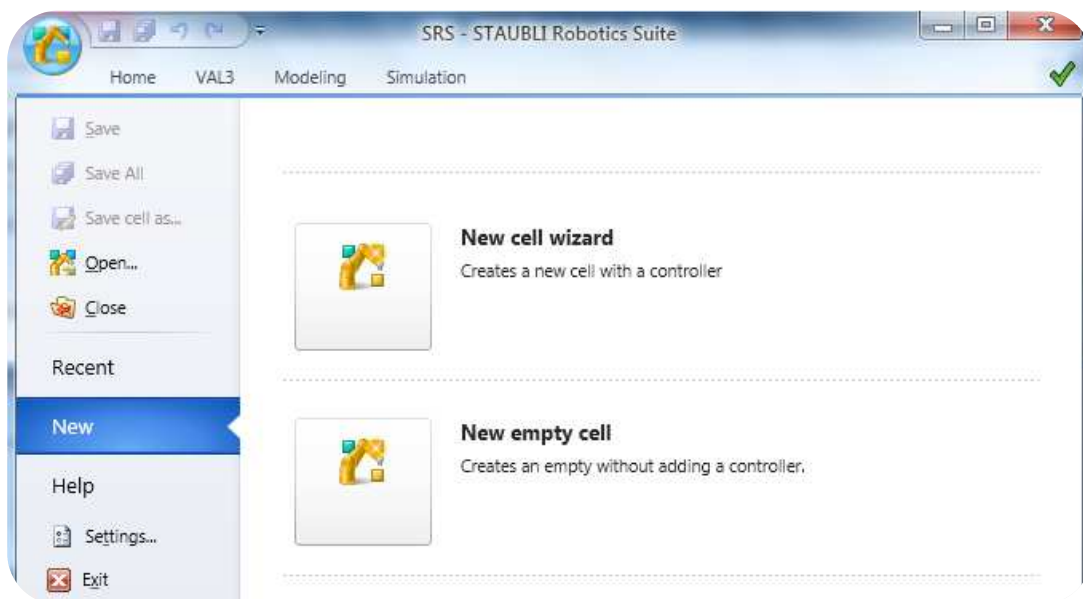 SRS - STAUBLI Robotics Suite
Home VAL3 Modeling Simulation
Save
Save All
Save cell as...
Open...
Close
Recent
New
Help
Settings...
Exit
New cell wizard
Creates a new cell with a controller
New empty cell
Creates an empty without adding a controller.